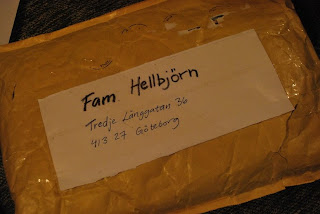 Fam. Hellbjörn
Tredje Långgatan 36
413 27 Göteborg